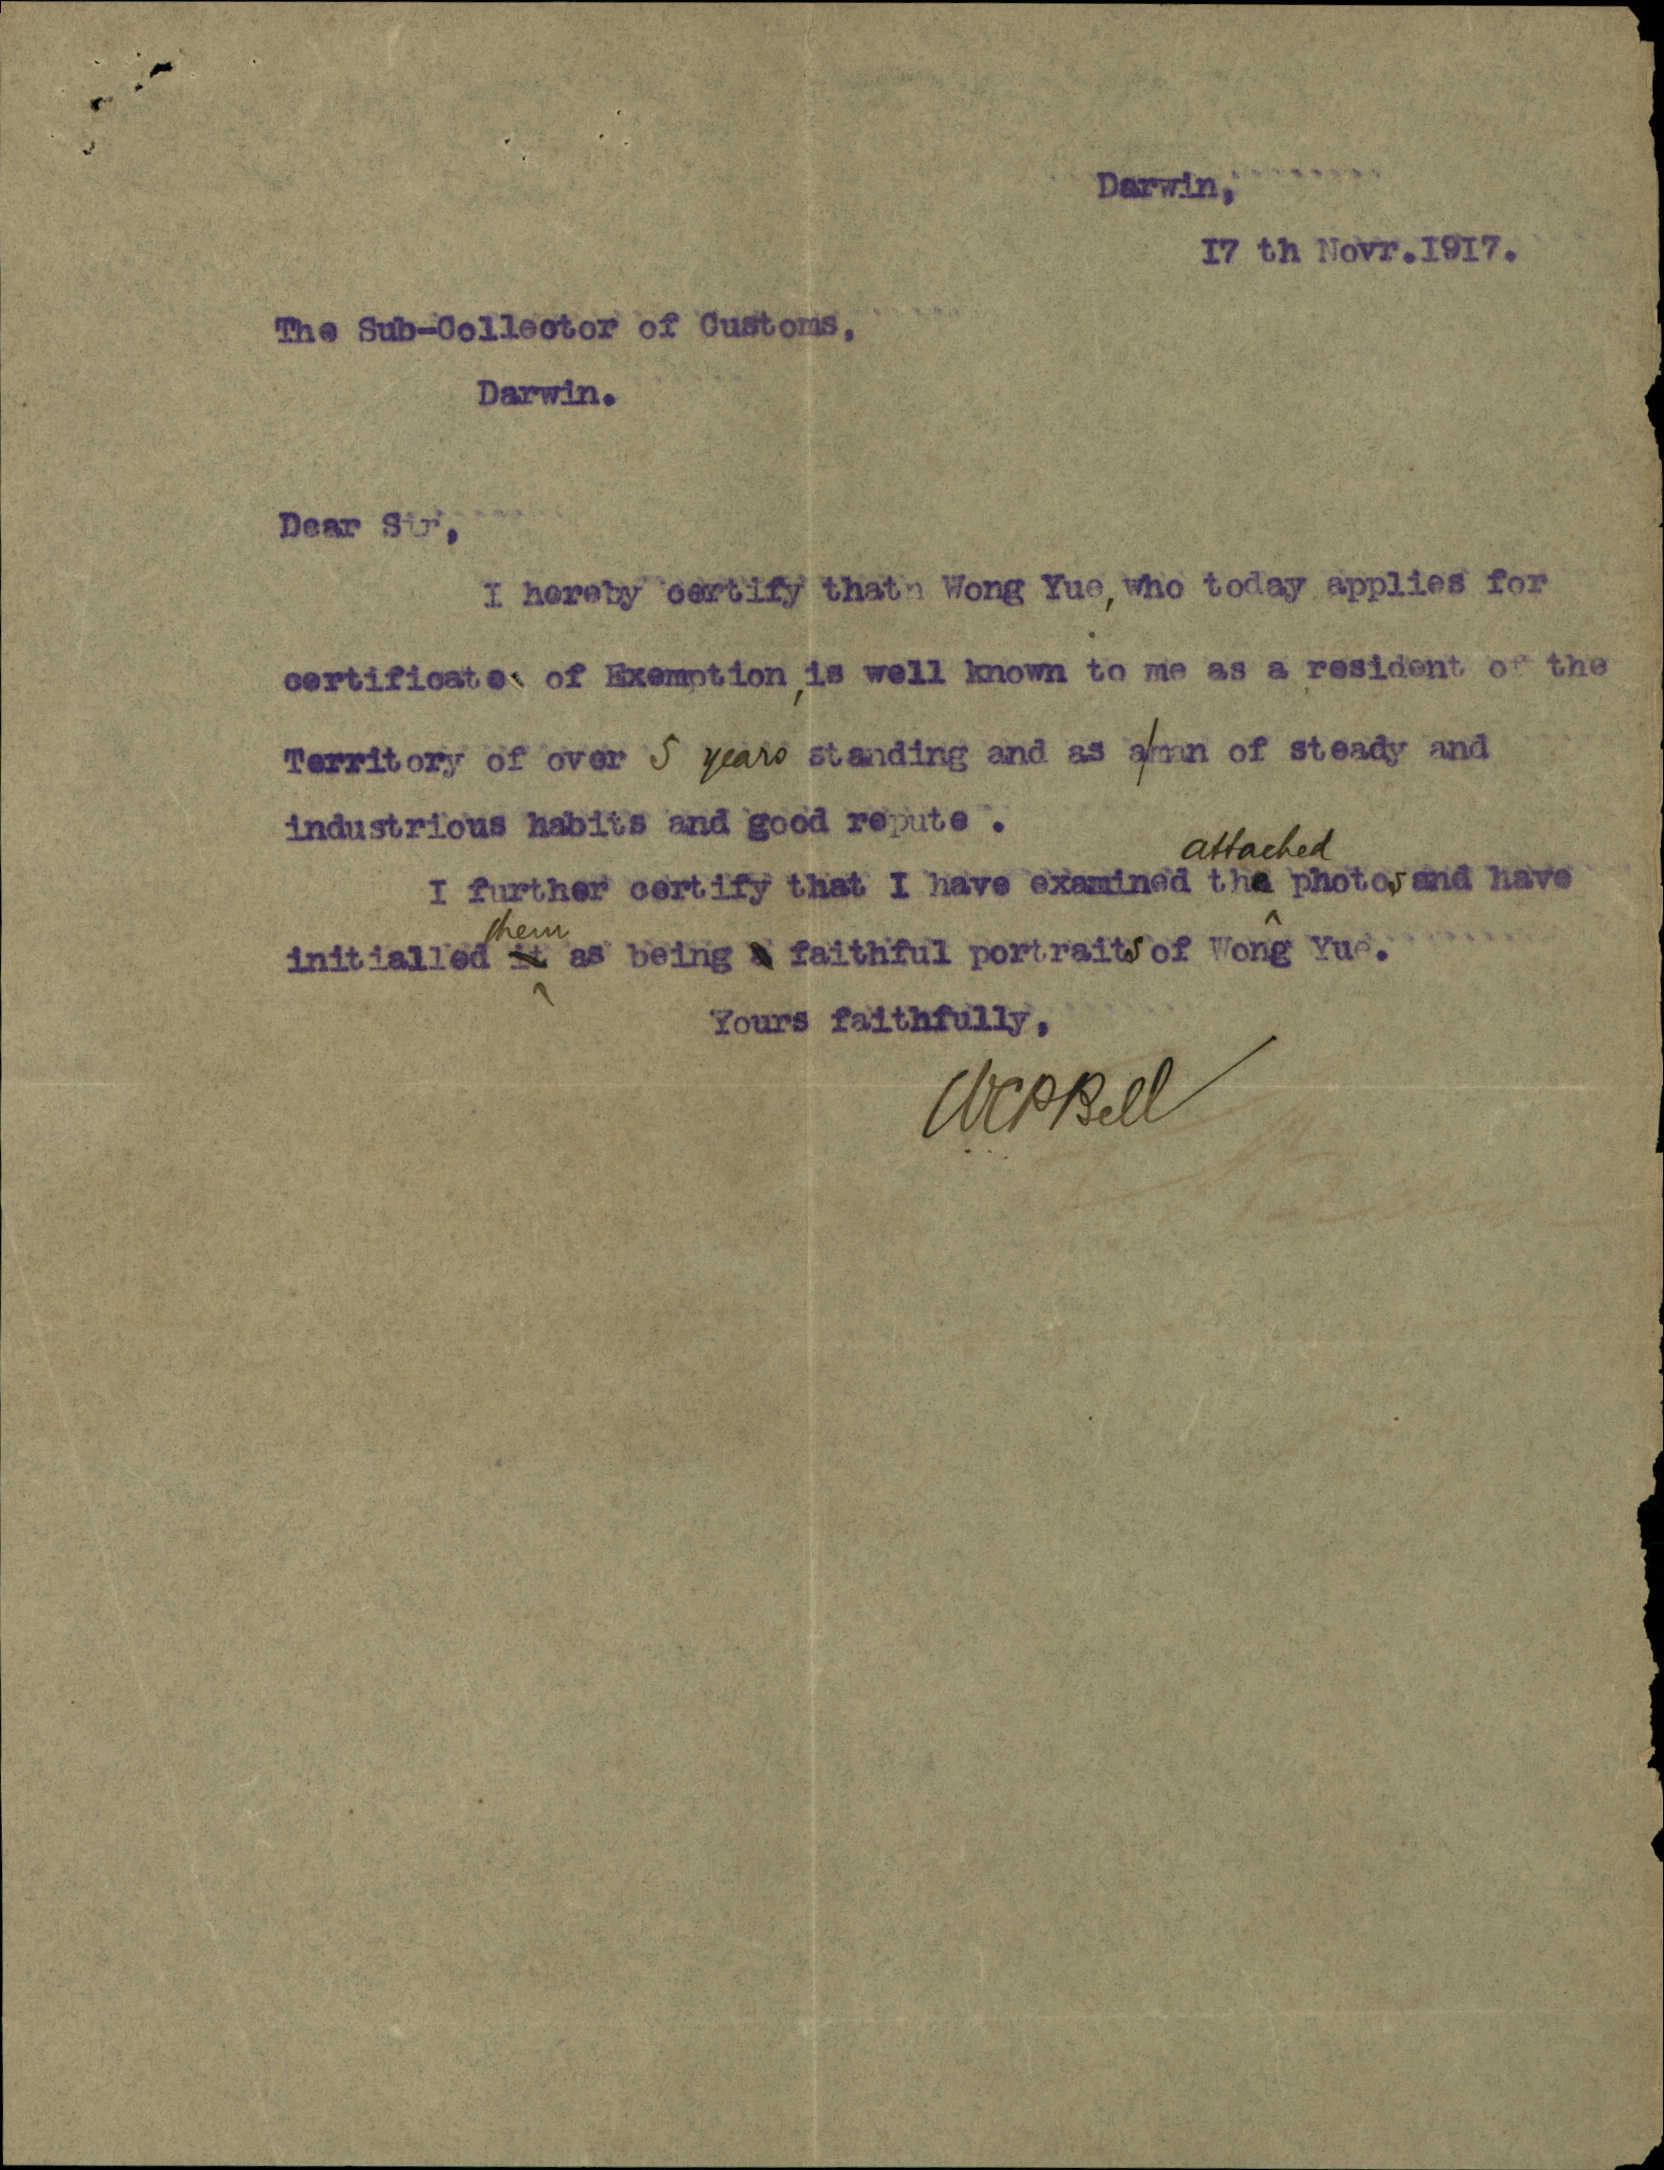 Darwin,
17 th Novr.1917.
The Sub-Collector of Customs,
Darwin.
Dear Sir,
I hereby certify that Wong Yue, who today applies for
certificate of Exemption, is well known to me as a resident of the
Territory of over 5 years standing and as a/man of steady and
industrious habits and good repute .
attached
I further certify that I have examined the photos and have
them
initialled it as being a faithful portraits of Wong Yue.
Yours faithfully,
WCPBell